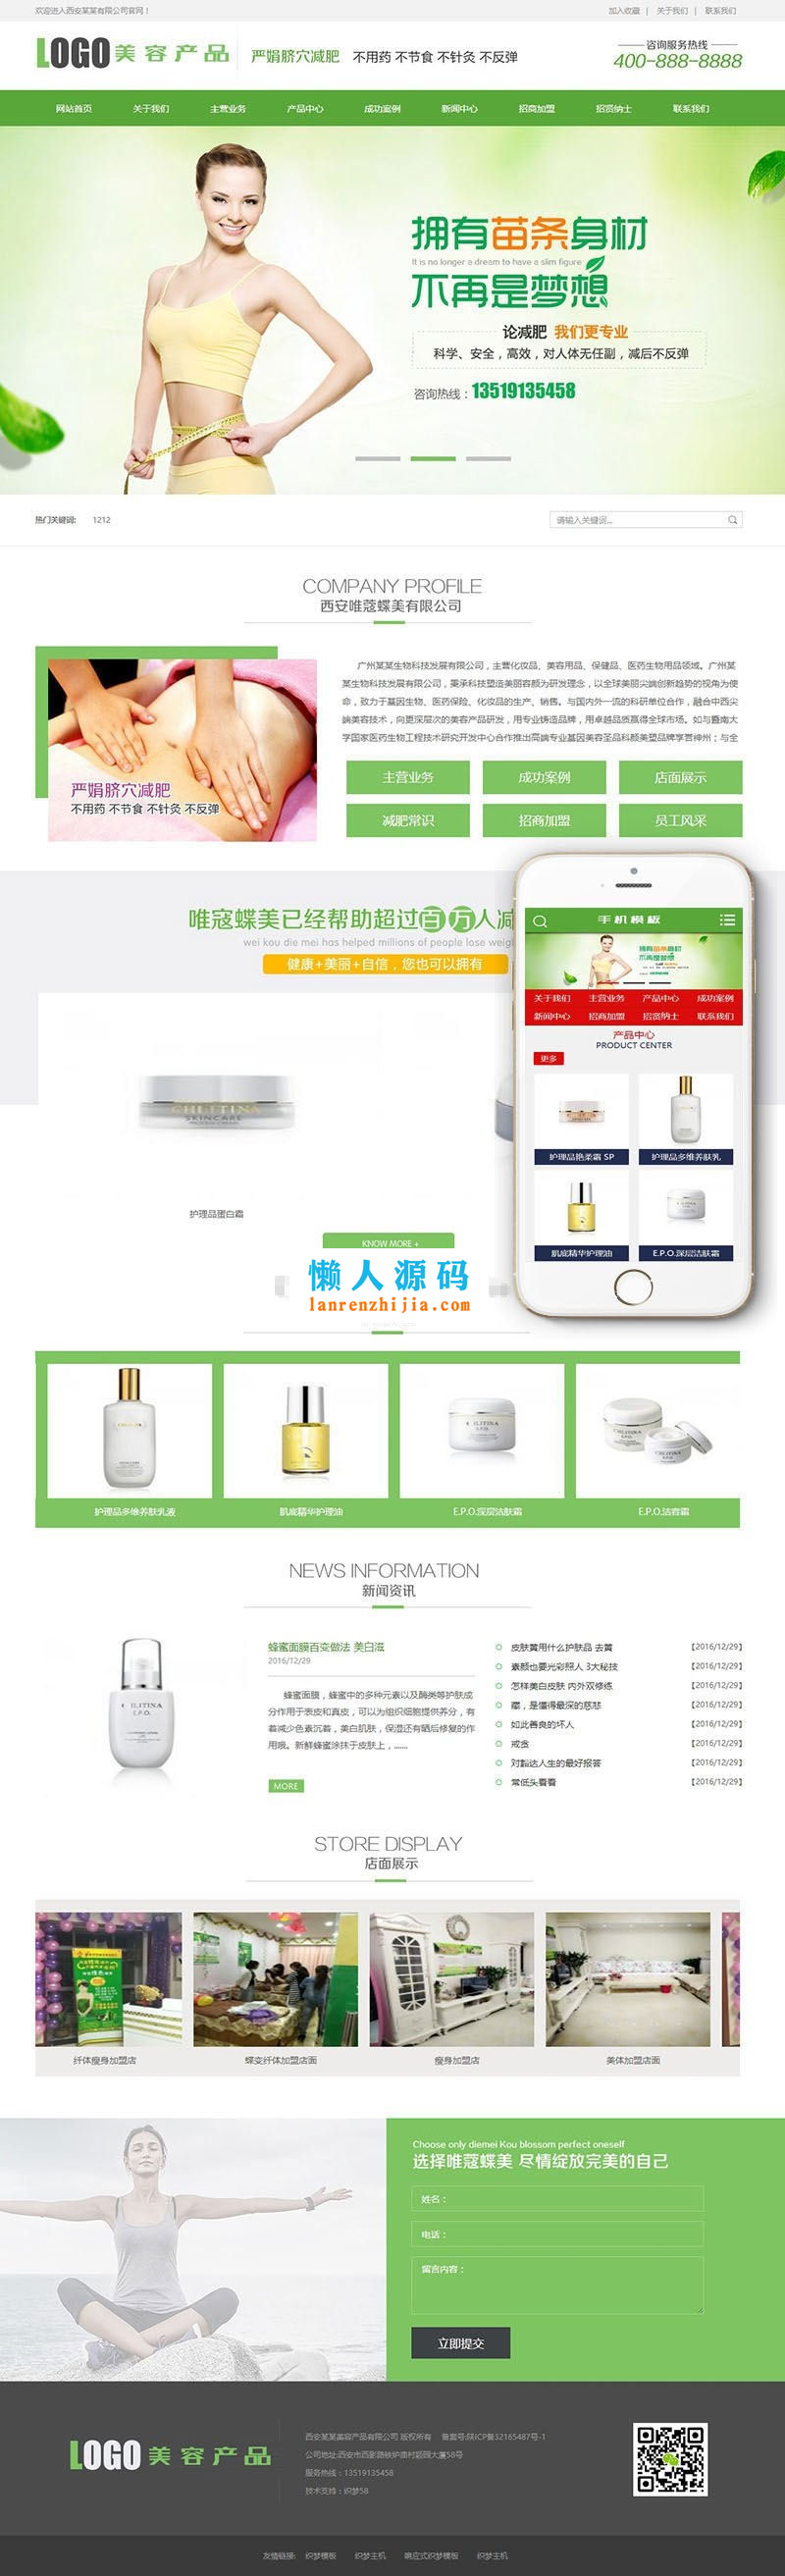 欢迎进入西安某某有限公司官网！
加入收藏 | 关于我们 | 联系我们
LOGO 美容产品
严娟脐穴减肥 不用药 不节食 不针灸 不反弹
咨询服务热线
400-888-8888
网站首页 关于我们 主营业务 产品中心 成功案例 新闻中心 招商加盟 招贤纳士 联系我们
拥有苗条身材
It is no longer a dream to have a slim figure
不再是梦想
论减肥 我们更专业
科学、安全，高效，对人体无任副，减后不反弹
咨询热线：13519135458
热门关键词： 1212
请输入关键词...
COMPANY PROFILE
西安唯蔻蝶美有限公司
严娟脐穴减肥
不用药 不节食 不针灸 不反弹
广州某某生物科技发展有限公司，主营化妆品、美容用品、保健品、医药生物用品领域。广州某
某生物科技发展有限公司，秉承科技塑造美丽容颜为研发理念，以全球美丽尖端创新趋势的视角为使
命，致力于基因生物、医药保险、化妆品的生产、销售。与国内外一流的科研单位合作，融合中西尖
端美容技术，向更深层次的美容产品研发，用专业铸造品牌，用卓越品质赢得全球市场。如与暨南大
学国家医药生物工程技术研究开发中心合作推出高端专业基因美容圣品科颜美塑品牌享誉神州；与全
主营业务 成功案例 店面展示
减肥常识 招商加盟 员工风采
唯蔻蝶美已经帮助超过百万人减
wei kou die mei has helped millions of people lose weigh
健康+美丽+自信，您也可以拥有
CHLITINA
SKINCARE
护理品蛋白霜
KNOW MORE +
手机模板
拥有苗条身材
不再是梦想
关于我们 主营业务 产品中心 成功案例
新闻中心 招商加盟 招贤纳士 联系我们
产品中心
PRODUCT CENTER
更多
护理品艳柔霜 SP 护理品多维养肤乳
肌底精华护理油 E.P.O.深层洁肤霜
懒人源码
lanrenzhijia.com
护理品多维养肤乳液 肌底精华护理油 E.P.O.深层洁肤霜 E.P.O.洁容霜
NEWS INFORMATION
新闻资讯
蜂蜜面膜百变做法 美白滋
2016/12/29
蜂蜜面膜，蜂蜜中的多种元素以及酶类等护肤成
分作用于表皮和真皮，可以为组织细胞提供养分，有
着减少色素沉着，美白肌肤，保湿还有晒后修复的作
用哦。新鲜蜂蜜涂抹于皮肤上，......
MORE
皮肤黄用什么护肤品 去黄 【2016/12/29】
素颜也要光彩照人 3大秘技 【2016/12/29】
怎样美白皮肤 内外双修炼 【2016/12/29】
藏，是懂得最深的慈悲 【2016/12/29】
如此善良的坏人 【2016/12/29】
戒贪 【2016/12/29】
对豁达人生的最好报答 【2016/12/29】
常低头看看 【2016/12/29】
STORE DISPLAY
店面展示
纤体瘦身加盟店 蝶变纤体加盟店面 瘦身加盟店 美体加盟店面
Choose only diemei Kou blossom perfect oneself
选择唯蔻蝶美 尽情绽放完美的自己
姓名：
电话：
留言内容：
立即提交
LOGO 美容产品
西安某某美容产品有限公司 版权所有 备案号:陕ICP备32165487号-1
服务热线：13519135458
技术支持：织梦58
友情链接: 织梦模板 织梦主机 响应式织梦模板 织梦主机